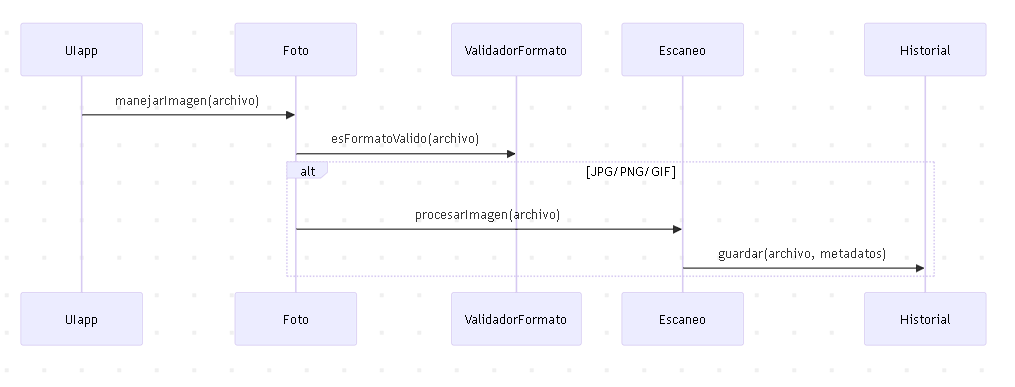 UIapp
Foto
ValidadorFormato
Escaneo
Historial
manejarImagen(archivo)
esFormatoValido(archivo)
alt
[JPG/PNG/GIF]
procesarImagen(archivo)
guardar(archivo, metadatos)
UIapp
Foto
ValidadorFormato
Escaneo
Historial